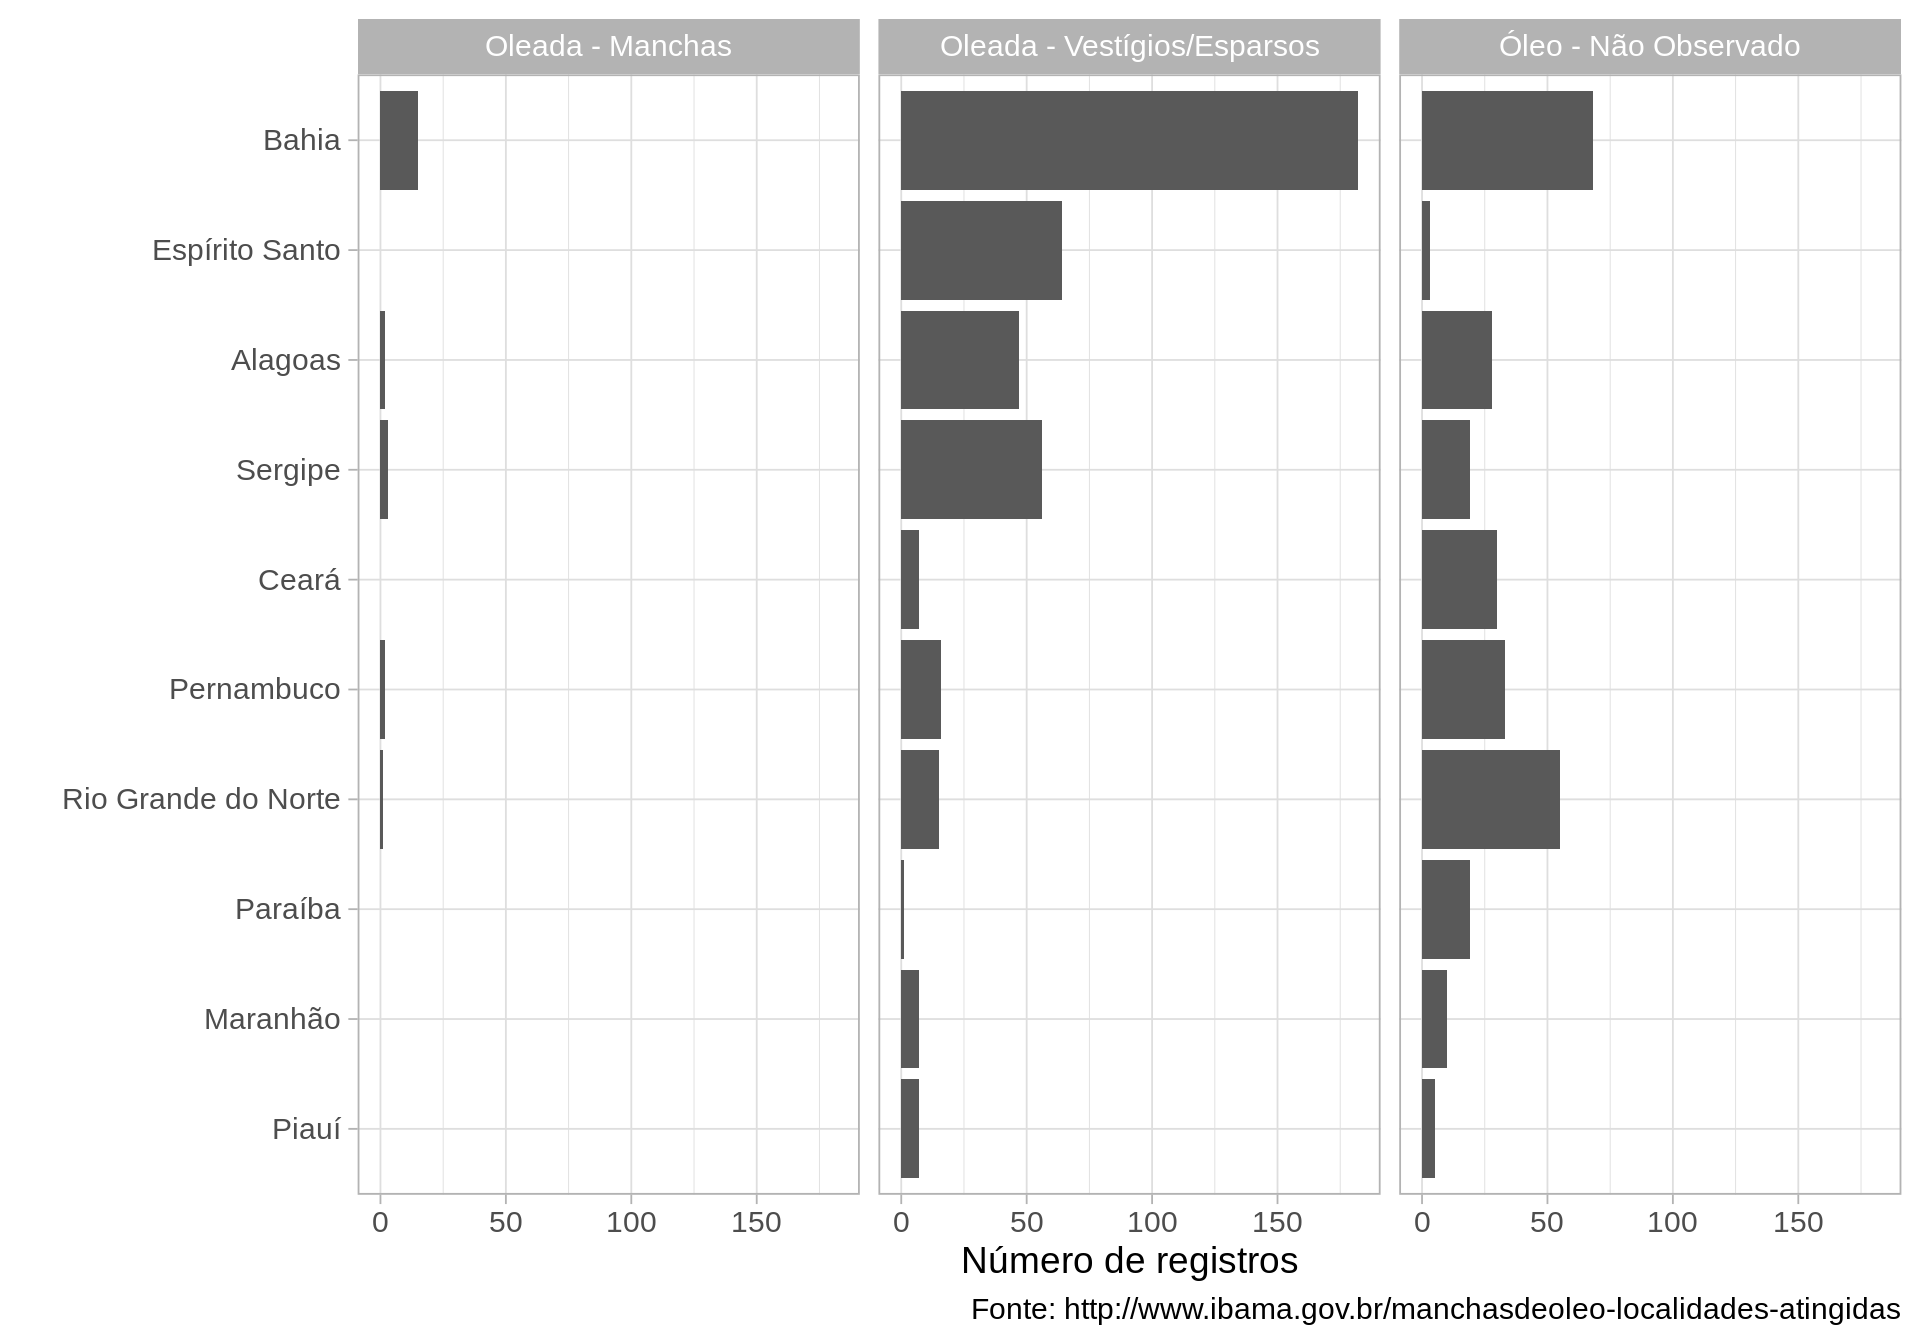 Oleada - Manchas
Oleada - Vestígios/Esparsos
Óleo - Não Observado
Bahia
Espírito Santo
Alagoas
Sergipe
Ceará
Pernambuco
Rio Grande do Norte
Paraíba
Maranhão
Piauí
0 50 100 150
0 50 100 150
0 50 100 150
Número de registros
Fonte: http://www.ibama.gov.br/manchasdeoleo-localidades-atingidas